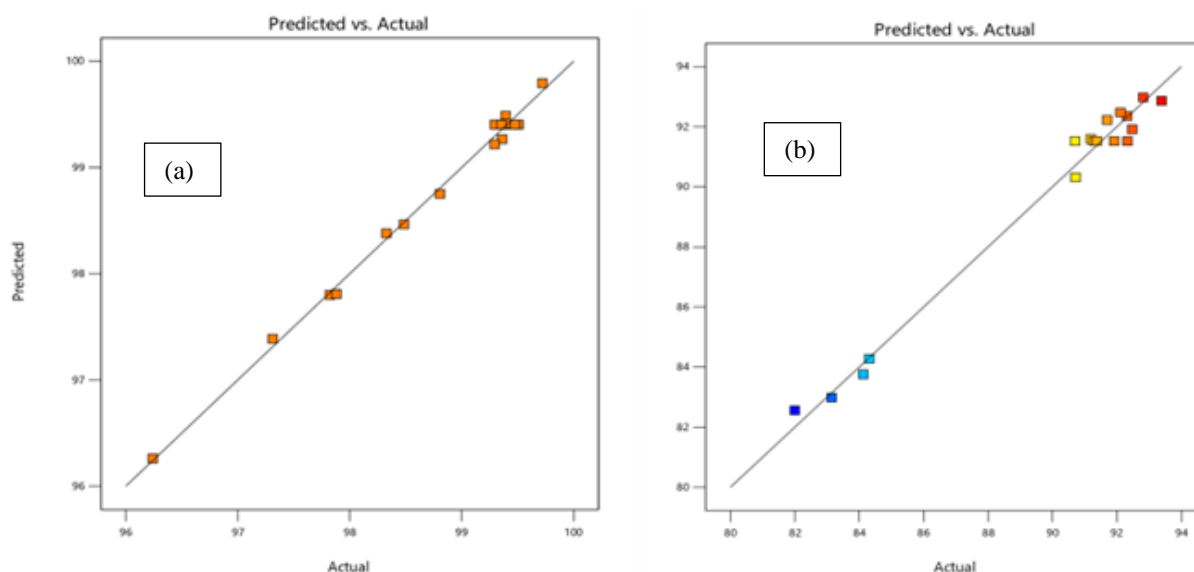 Predicted vs. Actual
(a)
Predicted
100
99
98
97
96
96 97 98 99 100
Actual
Predicted vs. Actual
(b)
94
92
90
88
86
84
82
80
80 82 84 86 88 90 92 94
Actual